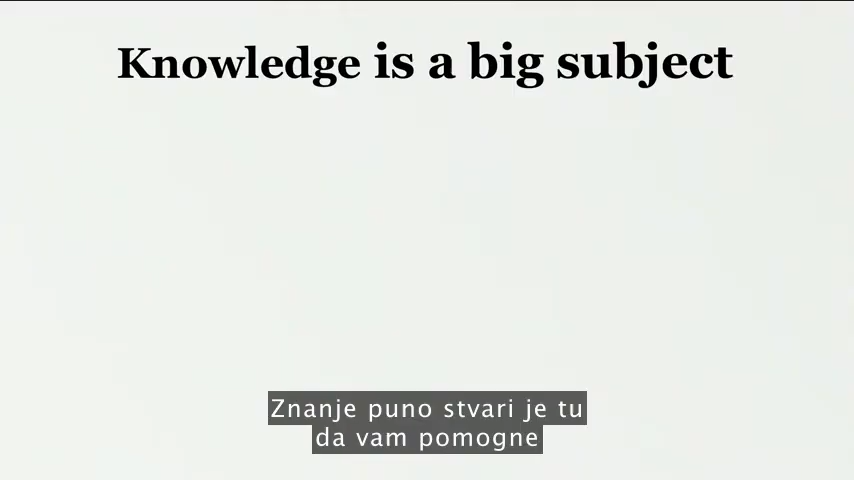 Knowledge is a big subject
Znanje puno stvari je tu
da vam pomogne